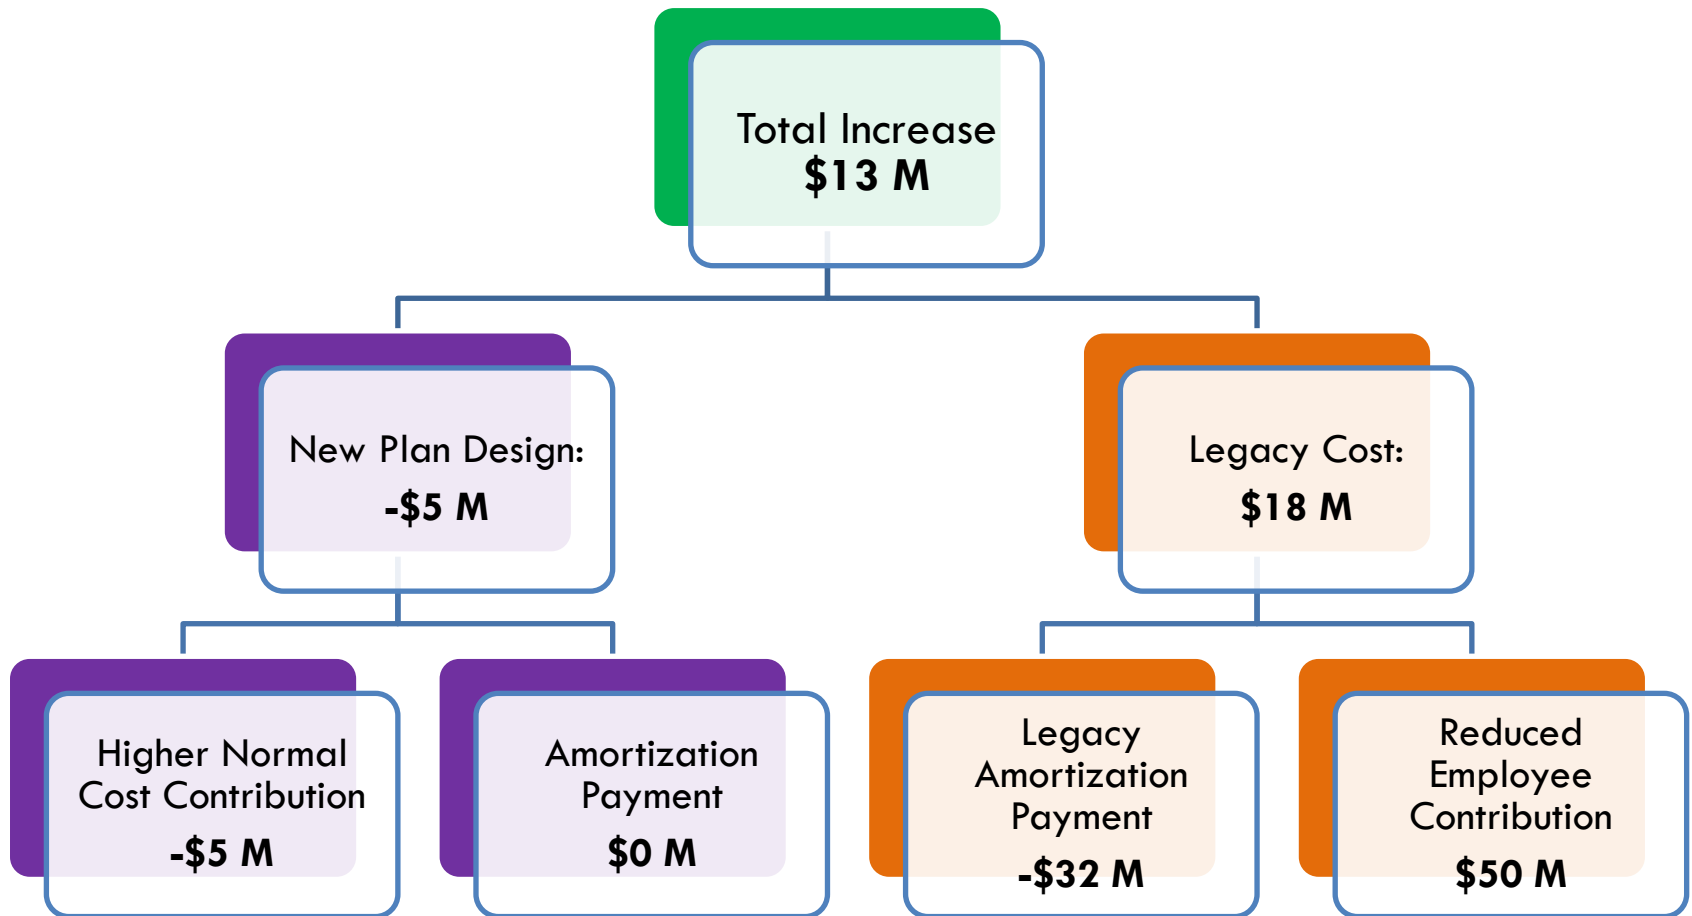 Total Increase
$13 M
New Plan Design:
-$5 M
Legacy Cost:
$18 M
Higher Normal
Cost Contribution
-$5 M
Amortization
Payment
$0 M
Legacy
Amortization
Payment
-$32 M
Reduced
Employee
Contribution
$50 M